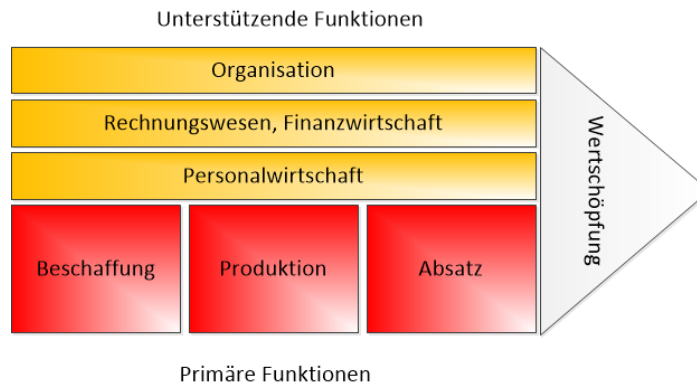 Unterstützende Funktionen
Organisation
Rechnungswesen, Finanzwirtschaft
Personalwirtschaft
Beschaffung
Produktion
Absatz
Wertschöpfung
Primäre Funktionen